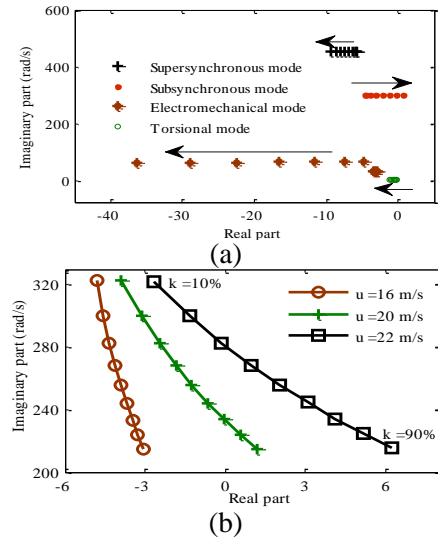 (a)
Imaginary part (rad/s)
600
400
200
0
Supersynchronous mode
Subsynchronous mode
Electromechanical mode
Torsional mode
-40 -30 -20 -10 0
Real part
(a)
(b)
Imaginary part (rad/s)
320
280
240
200
k = 10%
u =16 m/s
u =20 m/s
u =22 m/s
k =90%
-6 -3 0 3 6
Real part
(b)